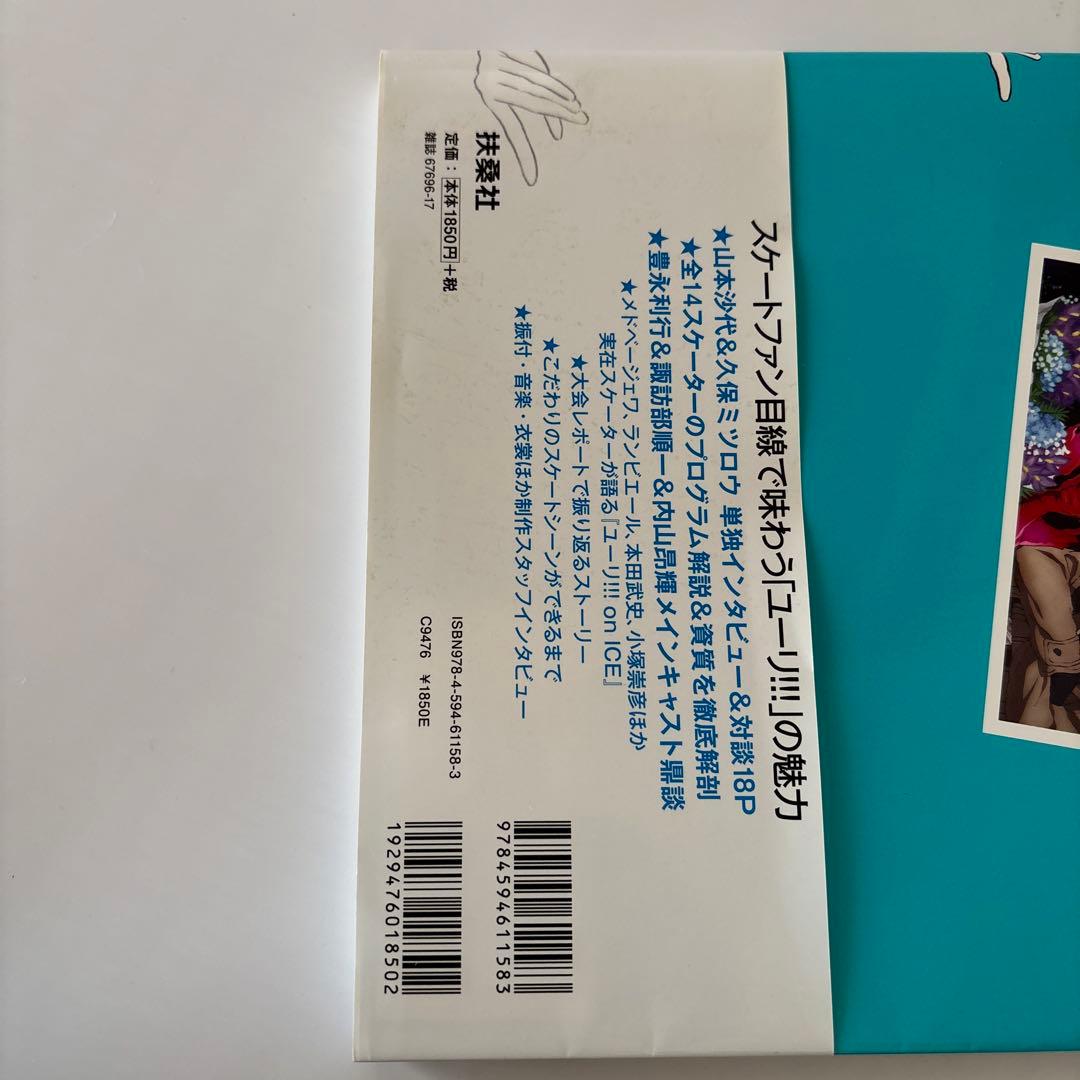 スケートファン目線で味わう「ユーリ!!!」の魅力
★山本沙代&久保ミツロウ 単独インタビュー&対談18P
★全14スケーターのプログラム解説&資質を徹底解剖
★豊永利行&諏訪部順一&内山昂輝メインキャスト鼎談
★メドベージェワ、ランビエール、本田武史、小塚崇彦ほか
実在スケーターが語る『ユーリ!!! on ICE』
★大会レポートで振り返るストーリー
★こだわりのスケートシーンができるまで
★振付・音楽・衣裳ほか制作スタッフインタビュー
扶桑社
定価:本体1850円+税
雑誌 67696-17
ISBN978-4-594-61158-3
C9476 ¥1850E
9784594611583
1929476018502